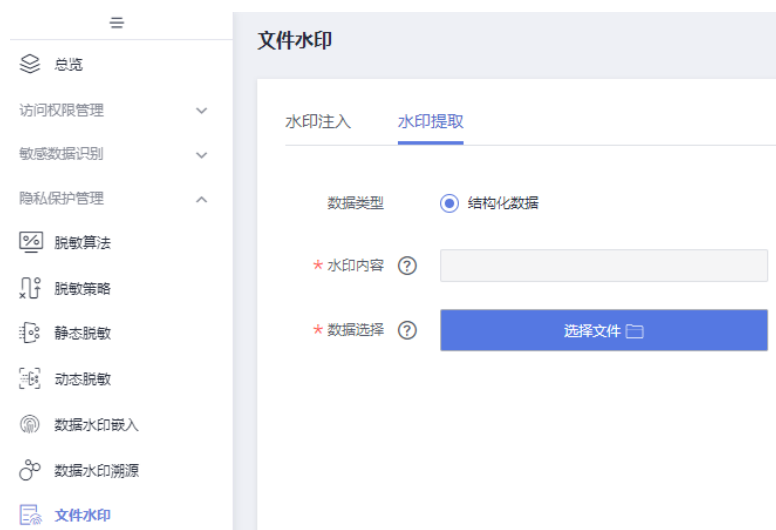 文件水印
总览
访问权限管理
敏感数据识别
隐私保护管理
脱敏算法
脱敏策略
静态脱敏
动态脱敏
数据水印嵌入
数据水印溯源
文件水印
水印注入 水印提取
数据类型 结构化数据
* 水印内容 ?
* 数据选择 ? 选择文件